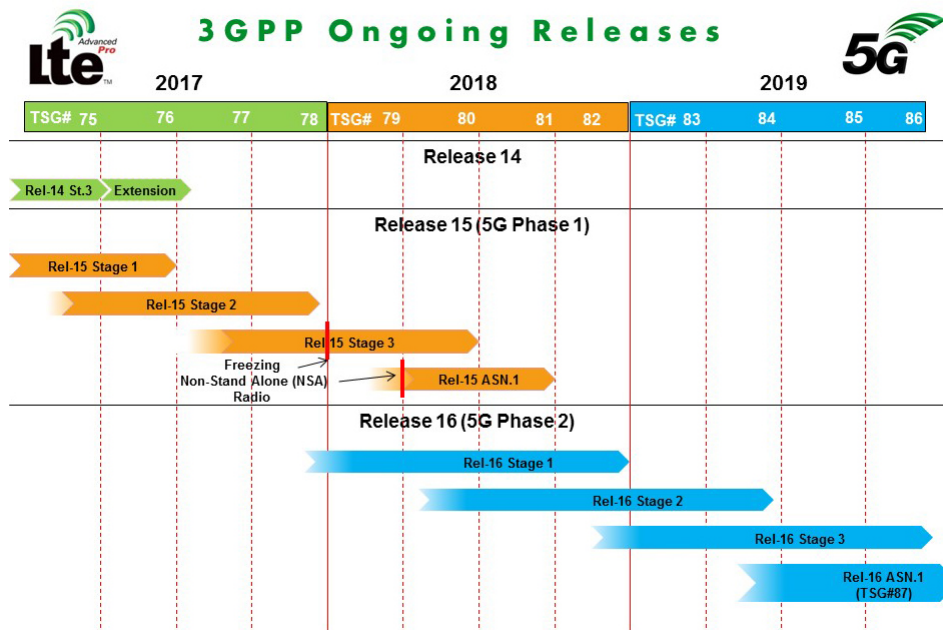 3GPP Ongoing Releases
LTE™ Advanced Pro
5G
2017 2018 2019
TSG# 75 76 77 78 TSG# 79 80 81 82 TSG# 83 84 85 86
Release 14
Rel-14 St.3 Extension
Release 15 (5G Phase 1)
Rel-15 Stage 1
Rel-15 Stage 2
Rel-15 Stage 3
Freezing
Non-Stand Alone (NSA)
Radio
Rel-15 ASN.1
Release 16 (5G Phase 2)
Rel-16 Stage 1
Rel-16 Stage 2
Rel-16 Stage 3
Rel-16 ASN.1
(TSG#87)